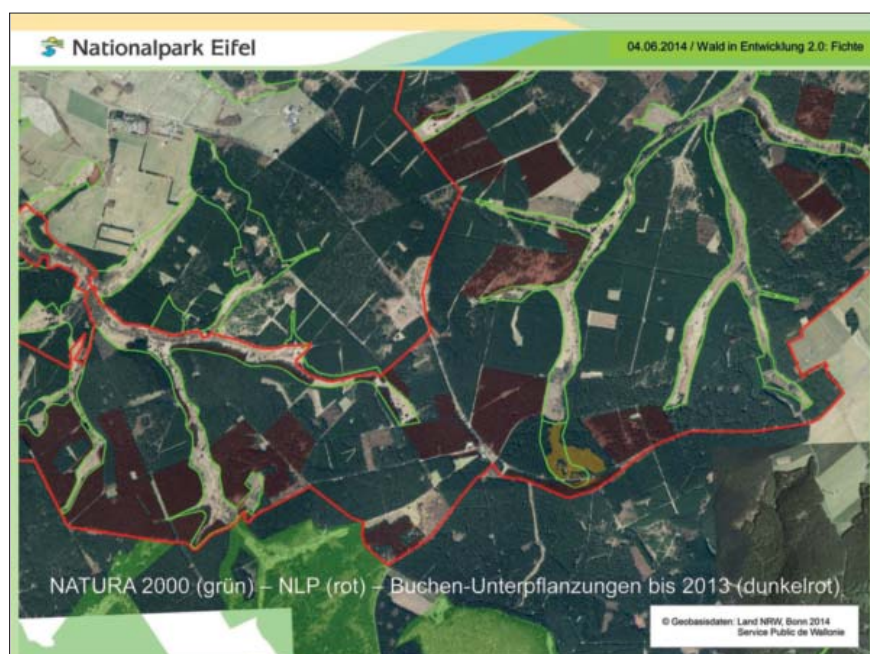 Nationalpark Eifel
04.06.2014 / Wald in Entwicklung 2.0: Fichte
NATURA 2000 (grün) – NLP (rot) – Buchen-Unterpflanzungen bis 2013 (dunkelrot)
© Geobasisdaten: Land NRW, Bonn 2014
Service Public de Wallonie